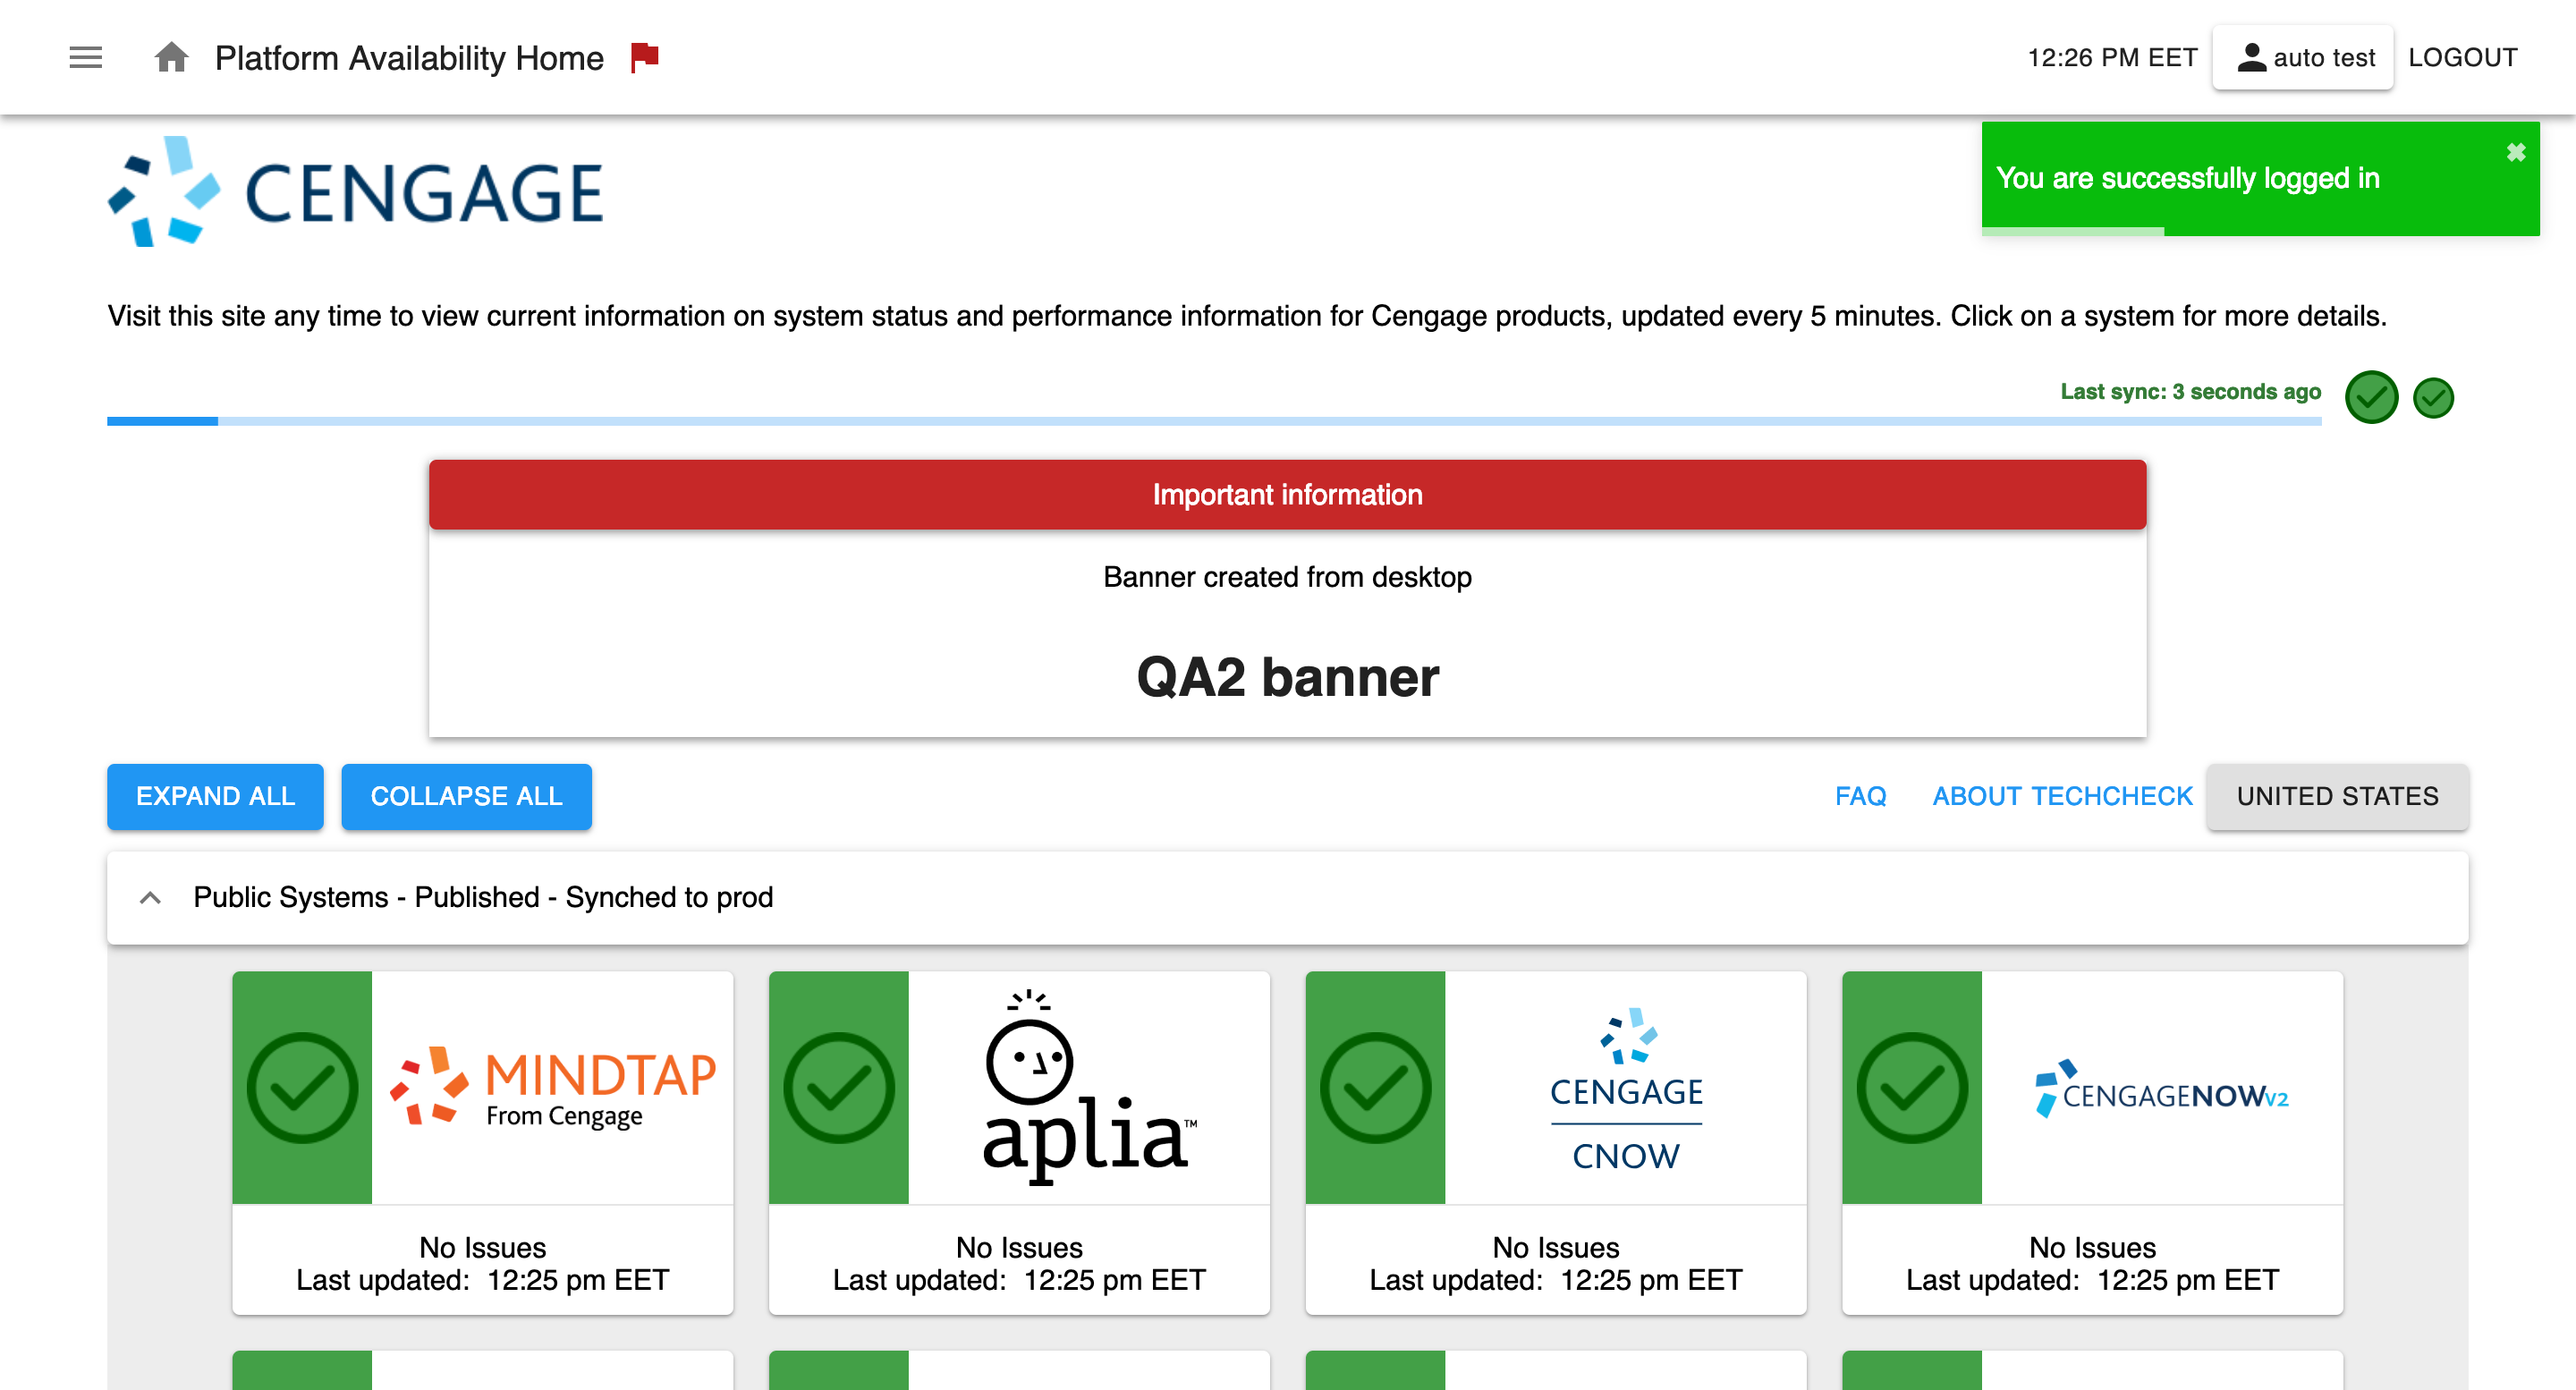 Platform Availability Home
12:26 PM EET auto test LOGOUT
CENGAGE
You are successfully logged in
Visit this site any time to view current information on system status and performance information for Cengage products, updated every 5 minutes. Click on a system for more details.
Last sync: 3 seconds ago
Important information
Banner created from desktop
QA2 banner
EXPAND ALL COLLAPSE ALL FAQ ABOUT TECHCHECK UNITED STATES
Public Systems - Published - Synched to prod
MINDTAP
From Cengage
No Issues
Last updated: 12:25 pm EET
aplia™
No Issues
Last updated: 12:25 pm EET
CENGAGE
CNOW
No Issues
Last updated: 12:25 pm EET
CENGAGENOWV2
No Issues
Last updated: 12:25 pm EET